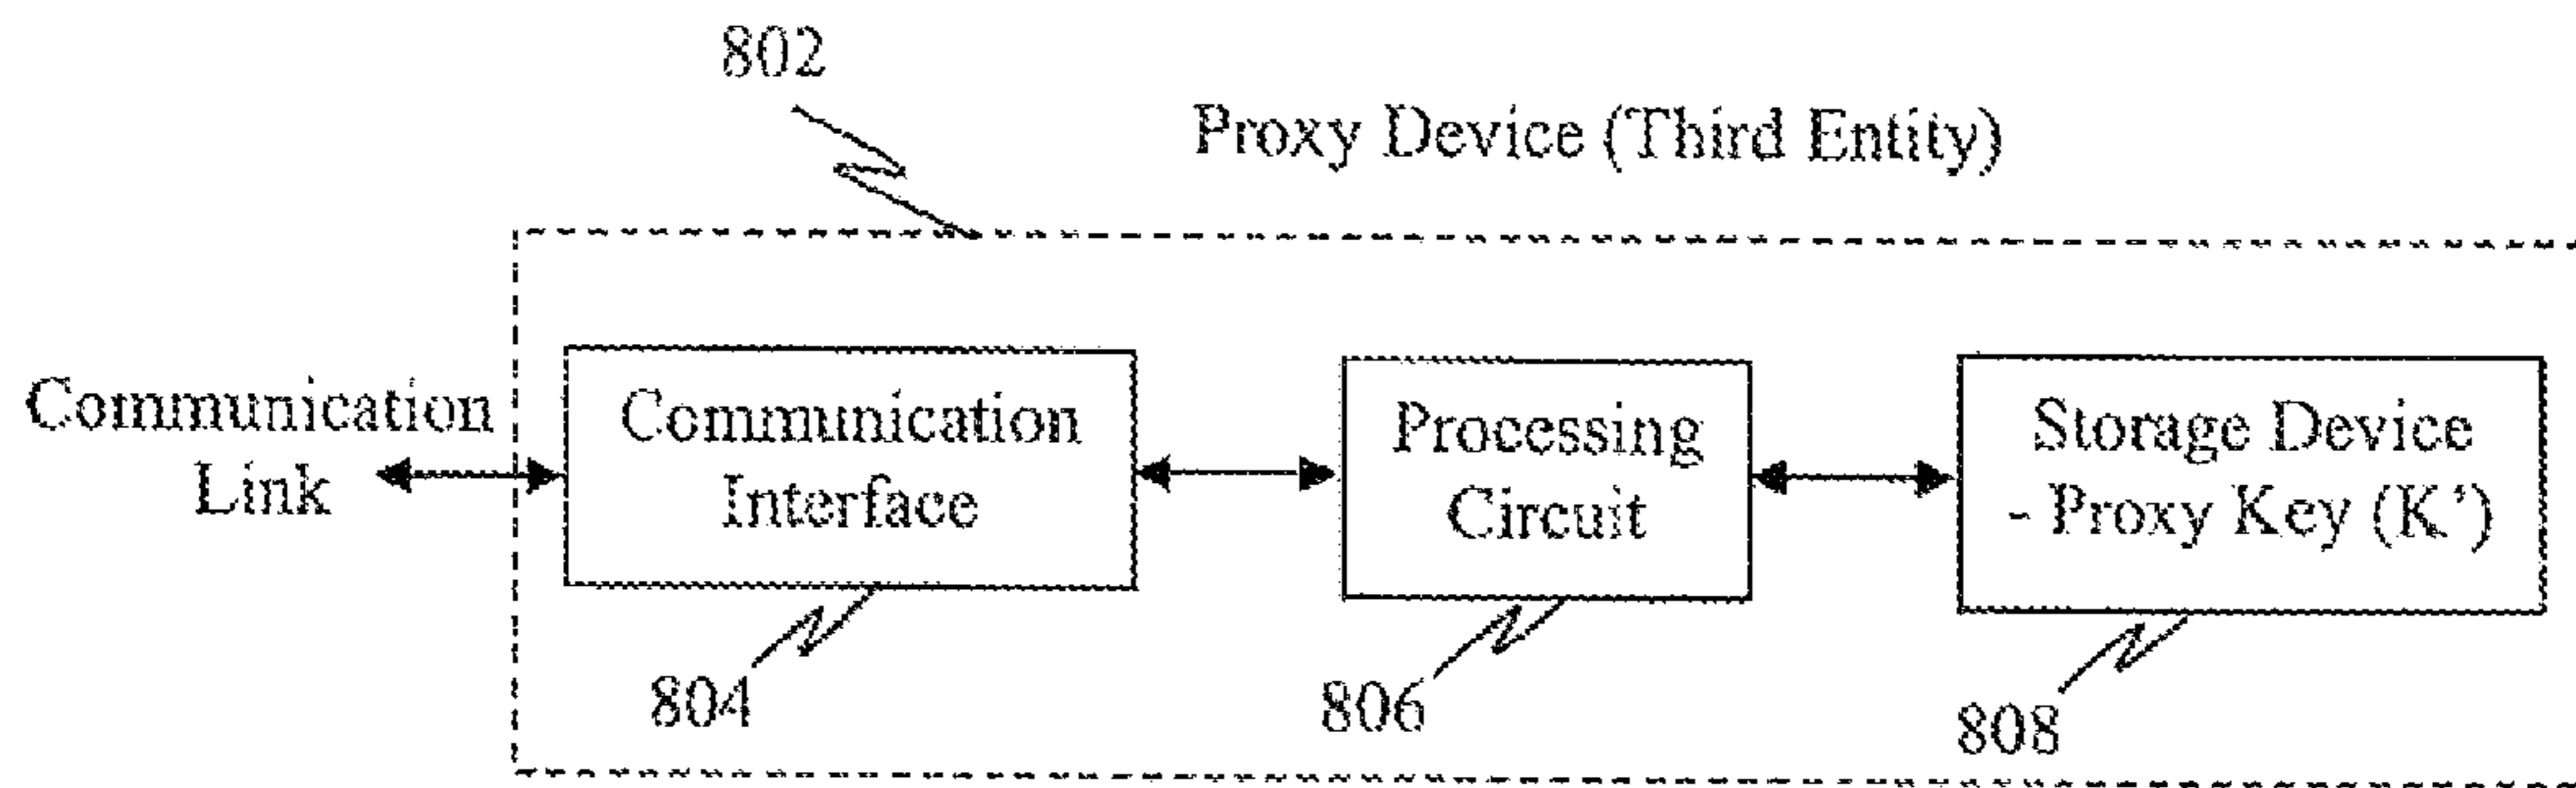 802
Proxy Device (Third Entity)
Communication
Link
Communication
Interface
Processing
Circuit
Storage Device
- Proxy Key (K’)
804
806
808